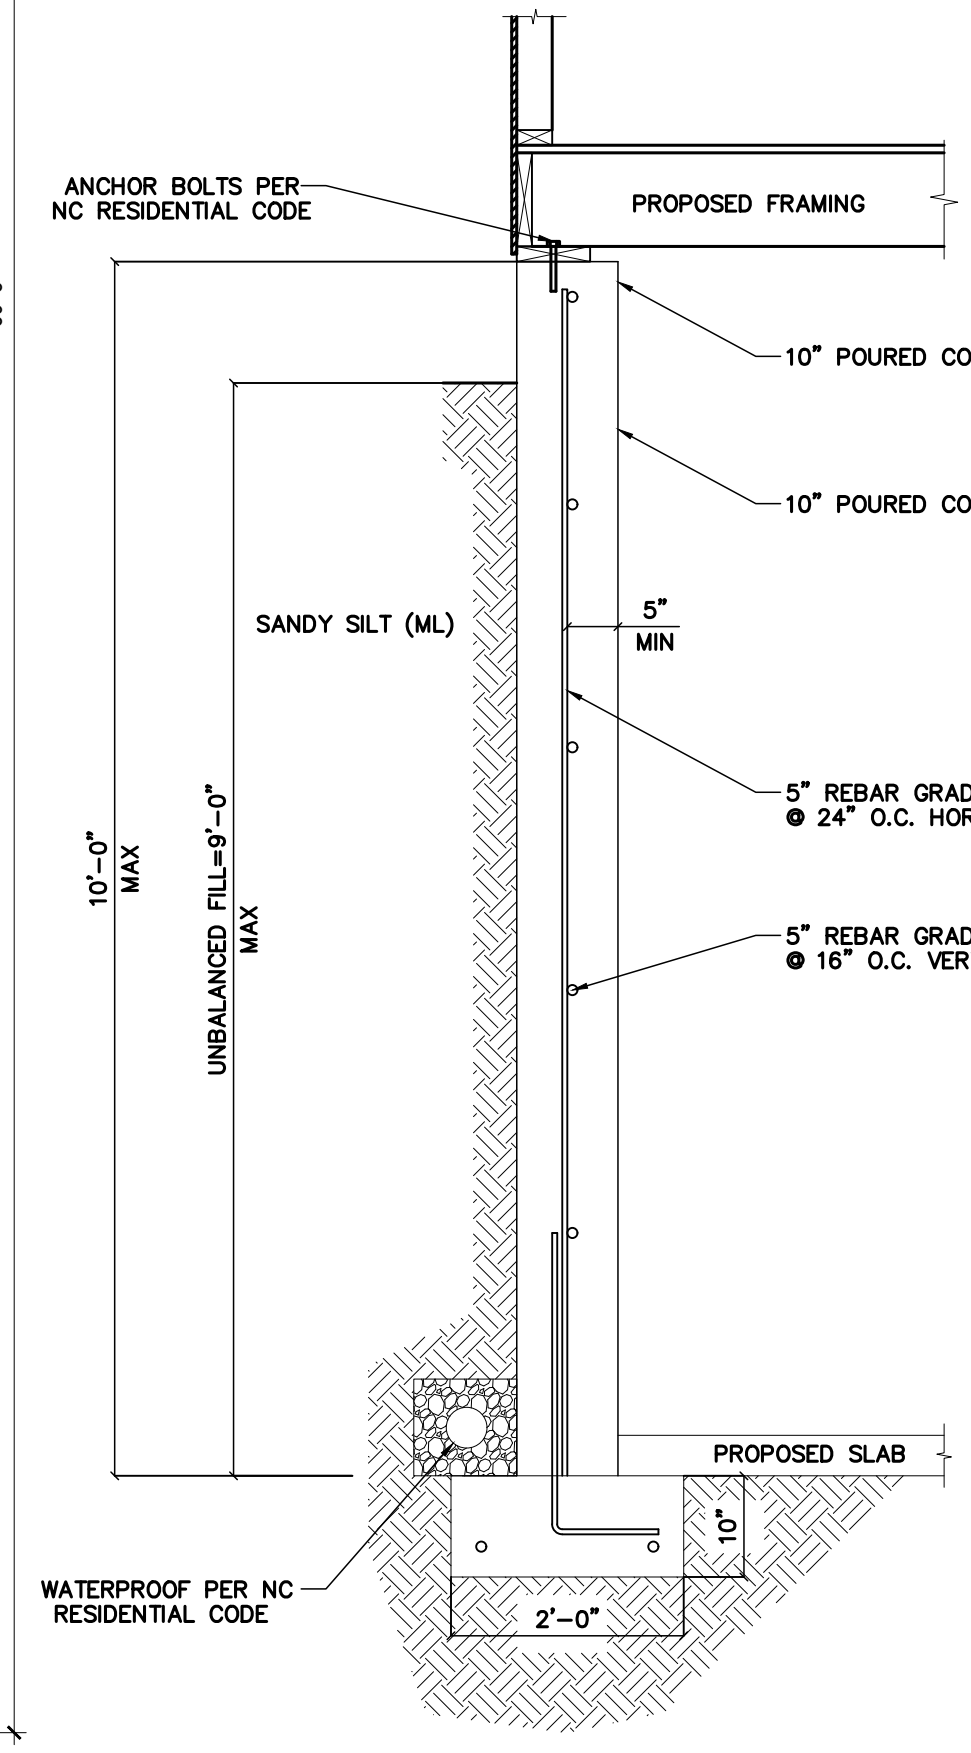 ANCHOR BOLTS PER
NC RESIDENTIAL CODE
PROPOSED FRAMING
10” POURED CO
10” POURED CO
SANDY SILT (ML)
5”
MIN
5” REBAR GRAD
@ 24” O.C. HOR
10’-0”
MAX
UNBALANCED FILL=9’-0”
MAX
5” REBAR GRAD
@ 16” O.C. VER
PROPOSED SLAB
10”
WATERPROOF PER NC
RESIDENTIAL CODE
2’-0”